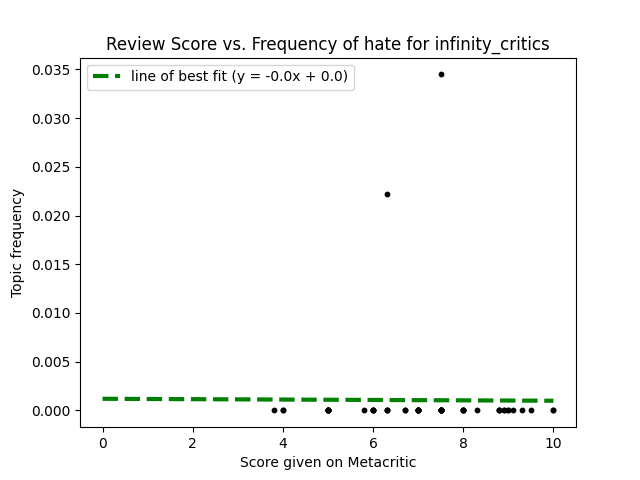 Review Score vs. Frequency of hate for infinity_critics
line of best fit (y = -0.0x + 0.0)
Topic frequency
0.035
0.030
0.025
0.020
0.015
0.010
0.005
0.000
0 2 4 6 8 10
Score given on Metacritic